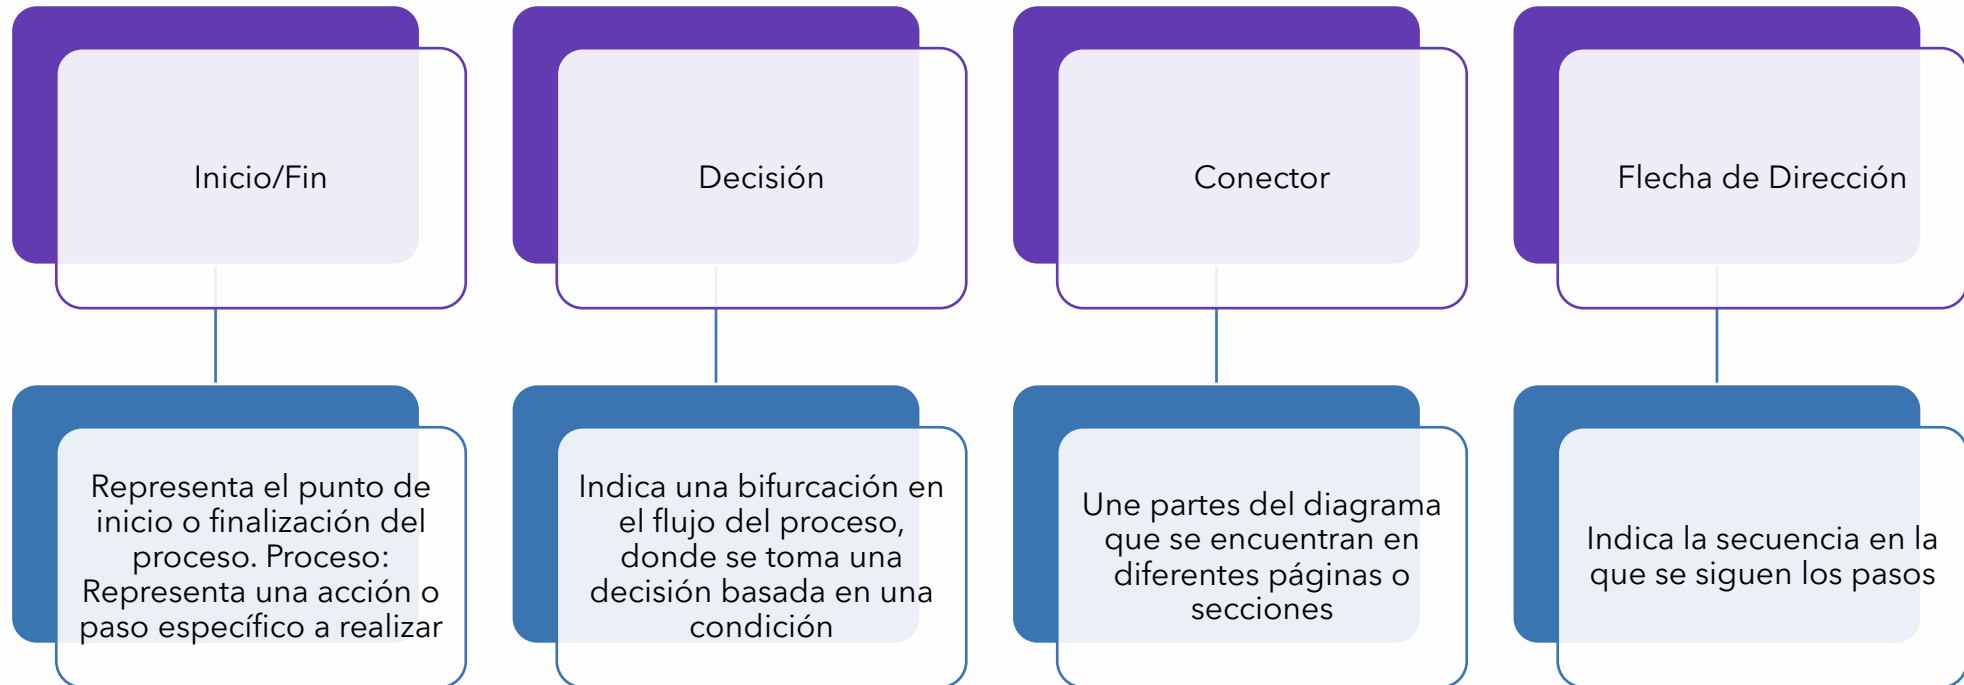 Inicio/Fin
Decisión
Conector
Flecha de Dirección
Representa el punto de
inicio o finalización del
proceso. Proceso:
Representa una acción o
paso específico a realizar
Indica una bifurcación en
el flujo del proceso,
donde se toma una
decisión basada en una
condición
Une partes del diagrama
que se encuentran en
diferentes páginas o
secciones
Indica la secuencia en la
que se siguen los pasos